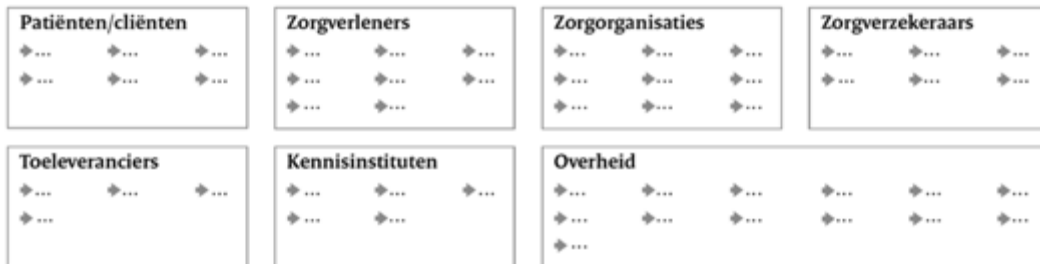 Patiënten/cliënten
➔... ➔... ➔...
➔... ➔... ➔...
Zorgverleners
➔... ➔... ➔...
➔... ➔... ➔...
➔... ➔...
Zorgorganisaties
➔... ➔... ➔...
➔... ➔... ➔...
➔... ➔... ➔...
Zorgverzekeraars
➔... ➔... ➔...
➔... ➔... ➔...
Toeleveranciers
➔... ➔... ➔...
➔...
Kennisinstituten
➔... ➔... ➔...
➔... ➔...
Overheid
➔... ➔... ➔... ➔... ➔... ➔...
➔... ➔... ➔... ➔... ➔... ➔...
➔...